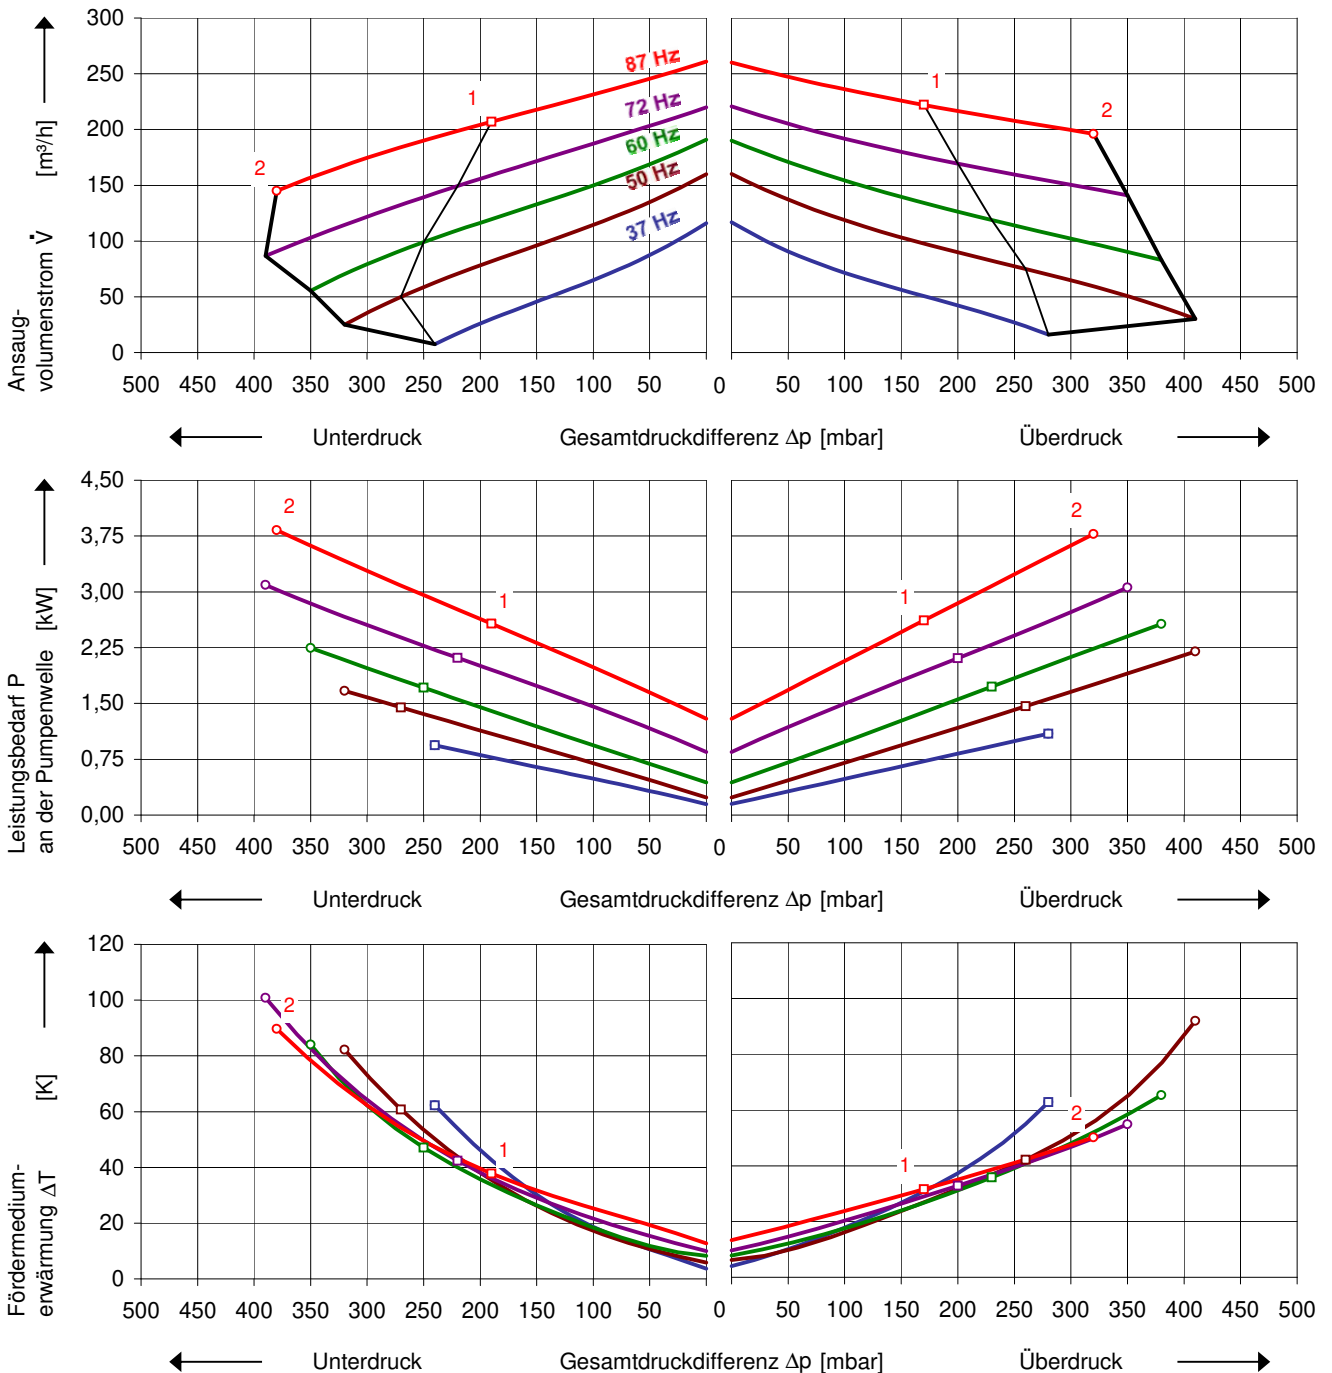 300
250
200
150
100
50
0
Ansaug-
volumenstrom V̇ [m³/h]
87 Hz
72 Hz
60 Hz
50 Hz
37 Hz
1
2
1
2
500 450 400 350 300 250 200 150 100 50 0 50 100 150 200 250 300 350 400 450 500
Unterdruck Gesamtdruckdifferenz Δp [mbar] Überdruck
4,50
3,75
3,00
2,25
1,50
0,75
0,00
Leistungsbedarf P
an der Pumpenwelle [kW]
2
1
1
2
500 450 400 350 300 250 200 150 100 50 0 50 100 150 200 250 300 350 400 450 500
Unterdruck Gesamtdruckdifferenz Δp [mbar] Überdruck
120
100
80
60
40
20
0
Fördermedium-
erwärmung ΔT [K]
2
1
1
2
500 450 400 350 300 250 200 150 100 50 0 50 100 150 200 250 300 350 400 450 500
Unterdruck Gesamtdruckdifferenz Δp [mbar] Überdruck